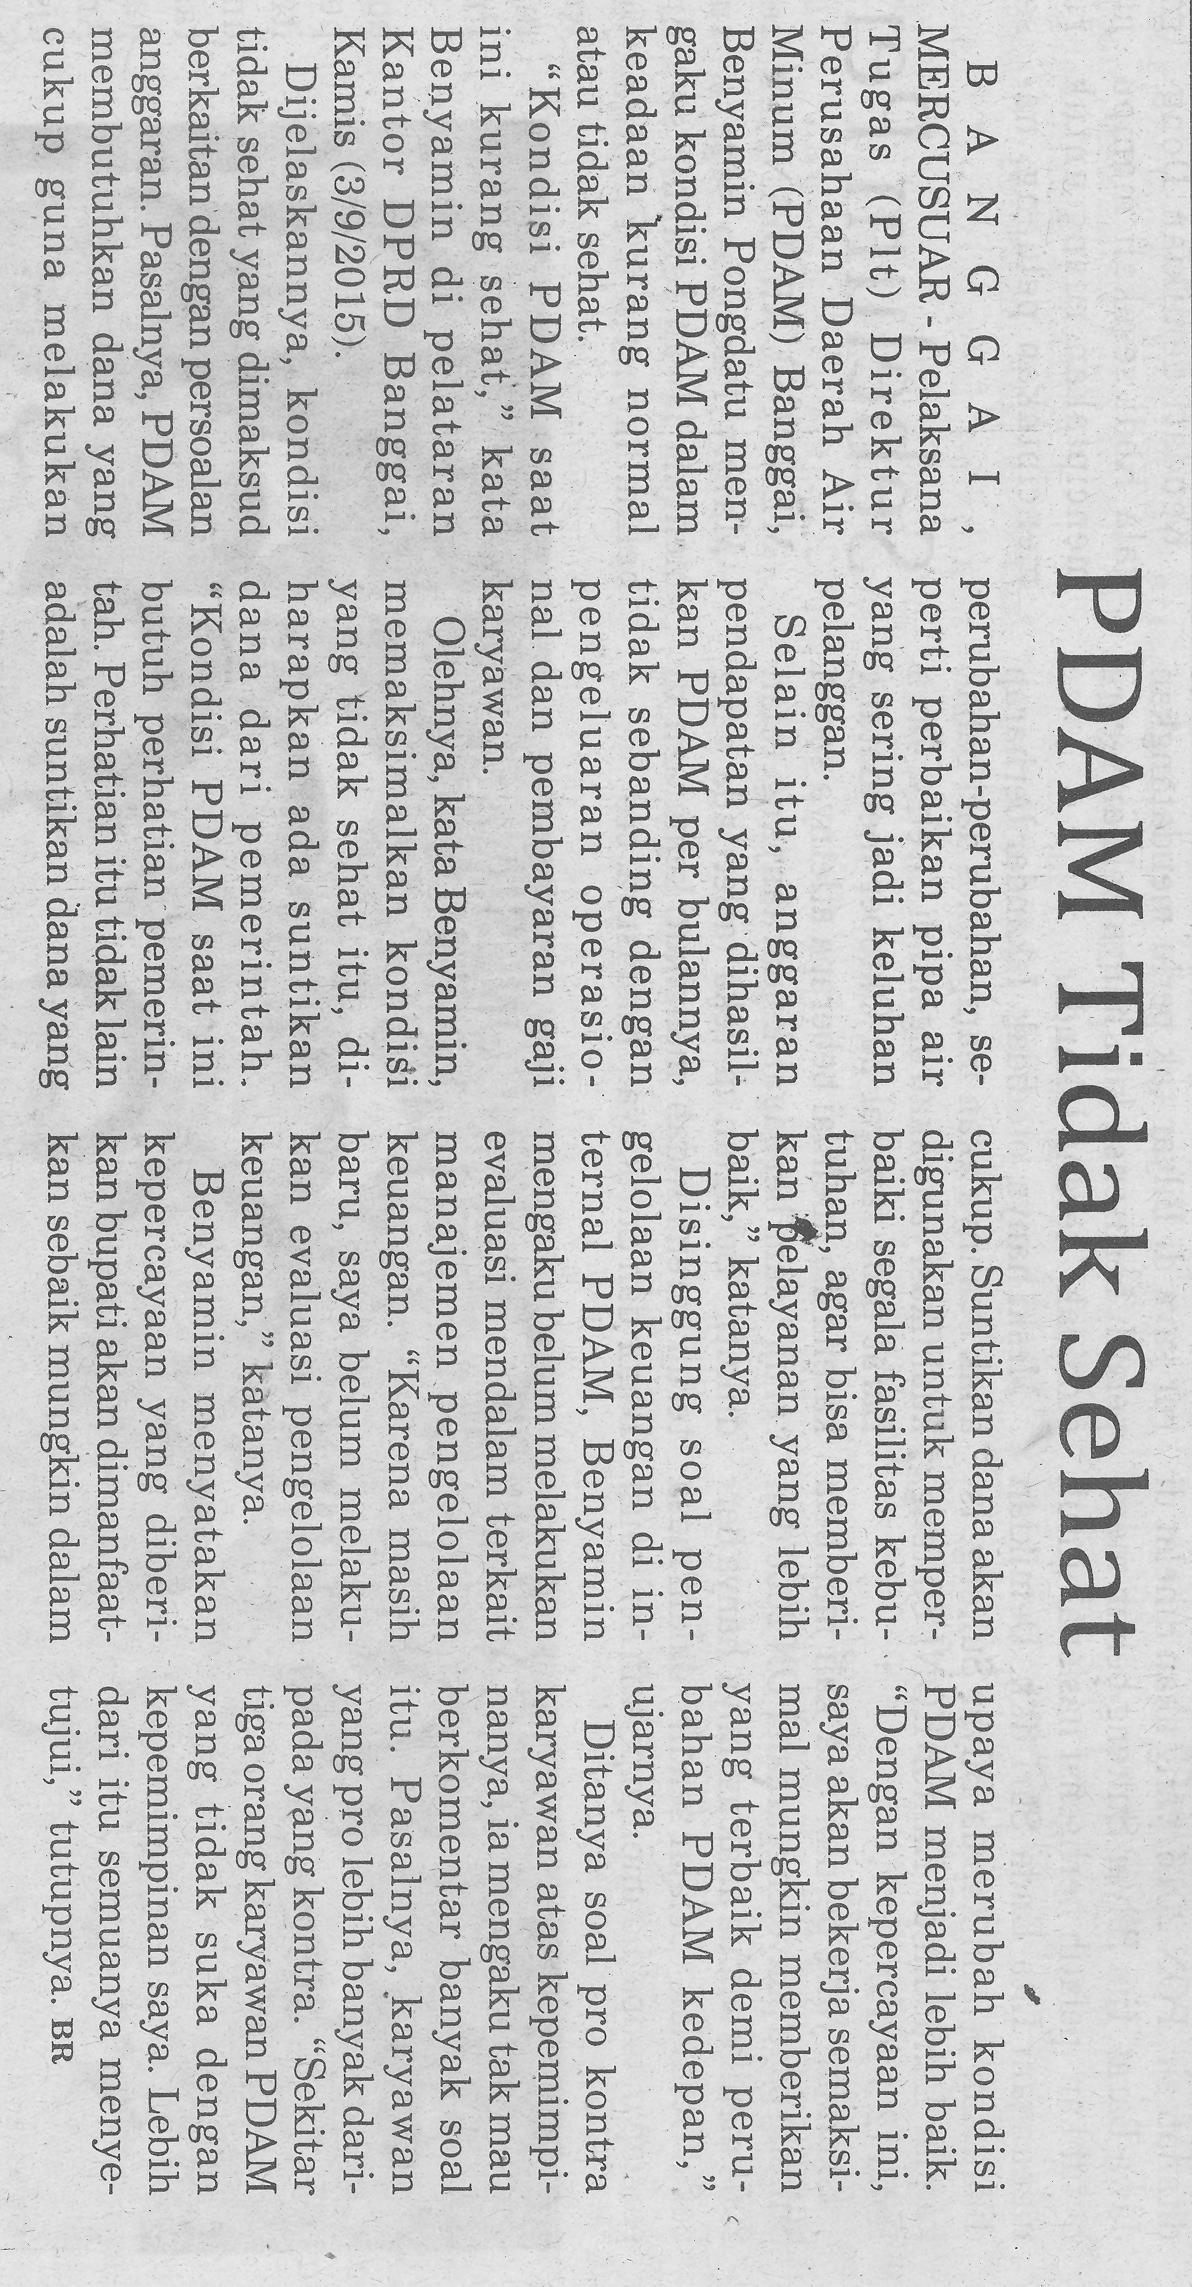 PDAM Tidak Sehat
BANGGAI,
MERCUSUAR - Pelaksana
Tugas (Plt) Direktur
Perusahaan Daerah Air
Minum (PDAM) Banggai,
Benyamin Pongdatu men-
gaku kondisi PDAM dalam
keadaan kurang normal
atau tidak sehat.
“Kondisi PDAM saat
ini kurang sehat,” kata
Benyamin di pelataran
Kantor DPRD Banggai,
Kamis (3/9/2015).
Dijelaskannya, kondisi
tidak sehat yang dimaksud
berkaitan dengan persoalan
anggaran. Pasalnya, PDAM
membutuhkan dana yang
cukup guna melakukan
perubahan-perubahan, se-
perti perbaikan pipa air
yang sering jadi keluhan
pelanggan.
Selain itu, anggaran
pendapatan yang dihasil-
kan PDAM per bulannya,
tidak sebanding dengan
pengeluaran operasio-
nal dan pembayaran gaji
karyawan.
Olehnya, kata Benyamin,
memaksimalkan kondisi
yang tidak sehat itu, di-
harapkan ada suntikan
dana dari pemerintah.
“Kondisi PDAM saat ini
butuh perhatian pemerin-
tah. Perhatian itu tidak lain
adalah suntikan dana yang
cukup. Suntikan dana akan
digunakan untuk memper-
baiki segala fasilitas kebu-
tuhan, agar bisa memberi-
kan pelayanan yang lebih
baik,” katanya.
Disinggung soal pen-
gelolaan keuangan di in-
ternal PDAM, Benyamin
mengaku belum melakukan
evaluasi mendalam terkait
manajemen pengelolaan
keuangan. “Karena masih
baru, saya belum melaku-
kan evaluasi pengelolaan
keuangan,” katanya.
Benyamin menyatakan
kepercayaan yang diberi-
kan bupati akan dimanfaat-
kan sebaik mungkin dalam
upaya merubah kondisi
PDAM menjadi lebih baik.
“Dengan kepercayaan ini,
saya akan bekerja semaksi-
mal mungkin memberikan
yang terbaik demi peru-
bahan PDAM kedepan,”
ujarnya.
Ditanya soal pro kontra
karyawan atas kepemimpi-
nanya, ia mengaku tak mau
berkomentar banyak soal
itu. Pasalnya, karyawan
yang pro lebih banyak dari-
pada yang kontra. “Sekitar
tiga orang karyawan PDAM
yang tidak suka dengan
kepemimpinan saya. Lebih
dari itu semuanya menye-
tujui,” tutupnya. BR